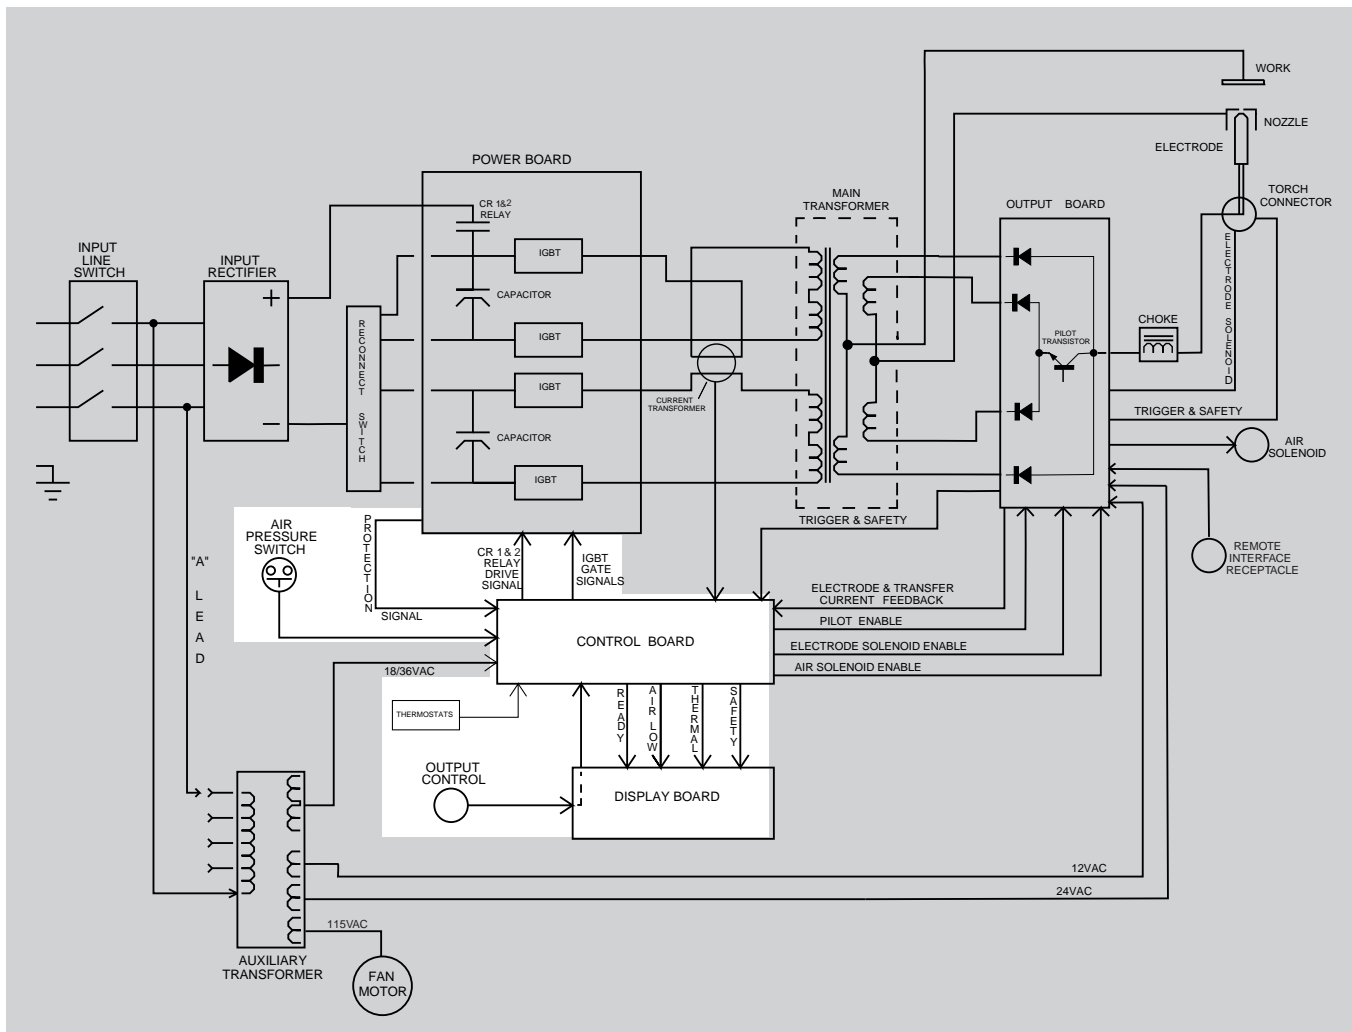 WORK
NOZZLE
ELECTRODE
POWER BOARD
TORCH
CONNECTOR
MAIN
TRANSFORMER
OUTPUT BOARD
CR 1&2
RELAY
INPUT
LINE
SWITCH
INPUT
RECTIFIER
+
−
IGBT
CAPACITOR
IGBT
IGBT
CAPACITOR
IGBT
RECONNECT SWITCH
CURRENT
TRANSFORMER
PILOT
TRANSISTOR
CHOKE
ELECTRODE SOLENOID
TRIGGER & SAFETY
AIR
SOLENOID
TRIGGER & SAFETY
REMOTE
INTERFACE
RECEPTACLE
AIR
PRESSURE
SWITCH
PROTECTION
SIGNAL
CR 1 & 2
RELAY
DRIVE
SIGNAL
IGBT
GATE
SIGNALS
"A" LEAD
ELECTRODE & TRANSFER
CURRENT FEEDBACK
PILOT ENABLE
ELECTRODE SOLENOID ENABLE
AIR SOLENOID ENABLE
CONTROL BOARD
18/36VAC
THERMOSTATS
READY
AIR LOW
THERMAL
SAFETY
OUTPUT
CONTROL
DISPLAY BOARD
12VAC
24VAC
115VAC
AUXILIARY
TRANSFORMER
FAN
MOTOR